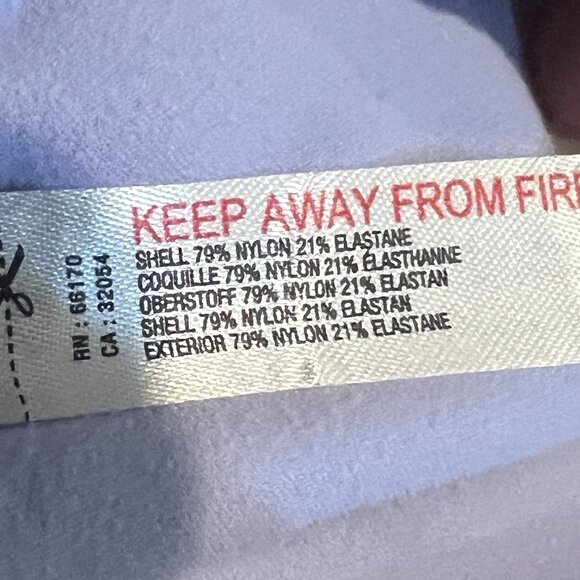 KEEP AWAY FROM FIRE
SHELL 79% NYLON 21% ELASTANE
COQUILLE 79% NYLON 21% ÉLASTHANNE
OBERSTOFF 79% NYLON 21% ELASTAN
SHELL 79% NYLON 21% ELASTAN
EXTERIOR 79% NYLON 21% ELASTANE
RN : 66170
CA : 32054